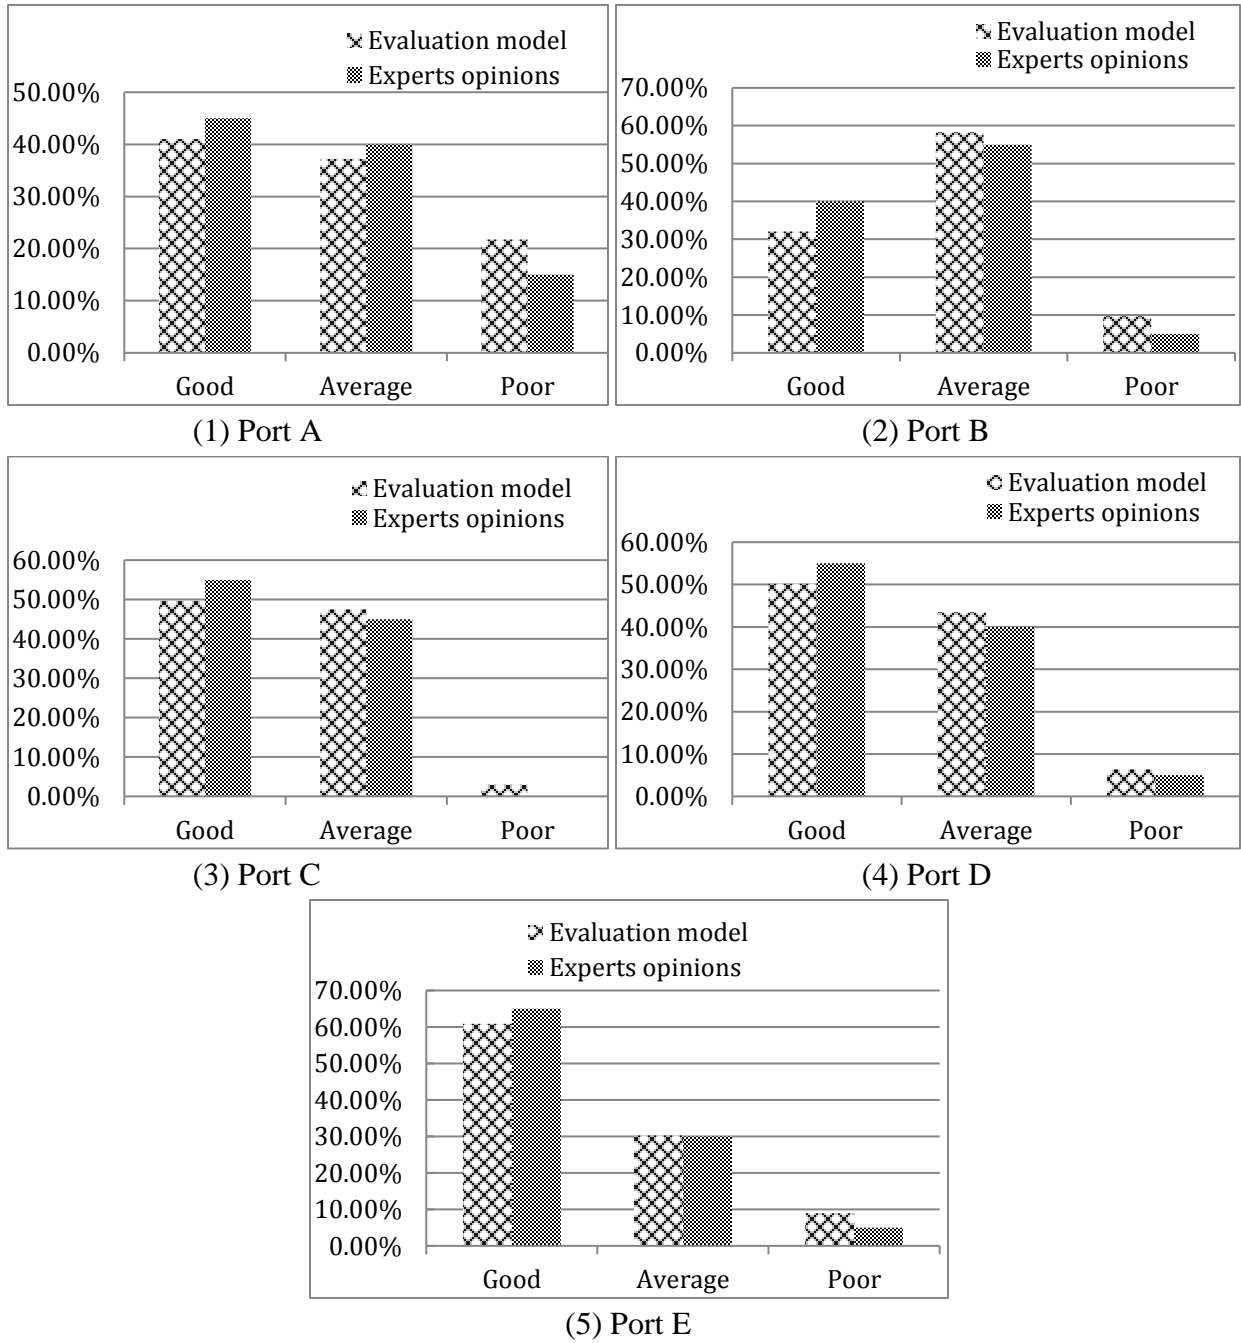 Evaluation model
Experts opinions
50.00%
40.00%
30.00%
20.00%
10.00%
0.00%
Good Average Poor
(1) Port A
Evaluation model
Experts opinions
70.00%
60.00%
50.00%
40.00%
30.00%
20.00%
10.00%
0.00%
Good Average Poor
(2) Port B
Evaluation model
Experts opinions
60.00%
50.00%
40.00%
30.00%
20.00%
10.00%
0.00%
Good Average Poor
(3) Port C
Evaluation model
Experts opinions
60.00%
50.00%
40.00%
30.00%
20.00%
10.00%
0.00%
Good Average Poor
(4) Port D
Evaluation model
Experts opinions
70.00%
60.00%
50.00%
40.00%
30.00%
20.00%
10.00%
0.00%
Good Average Poor
(5) Port E